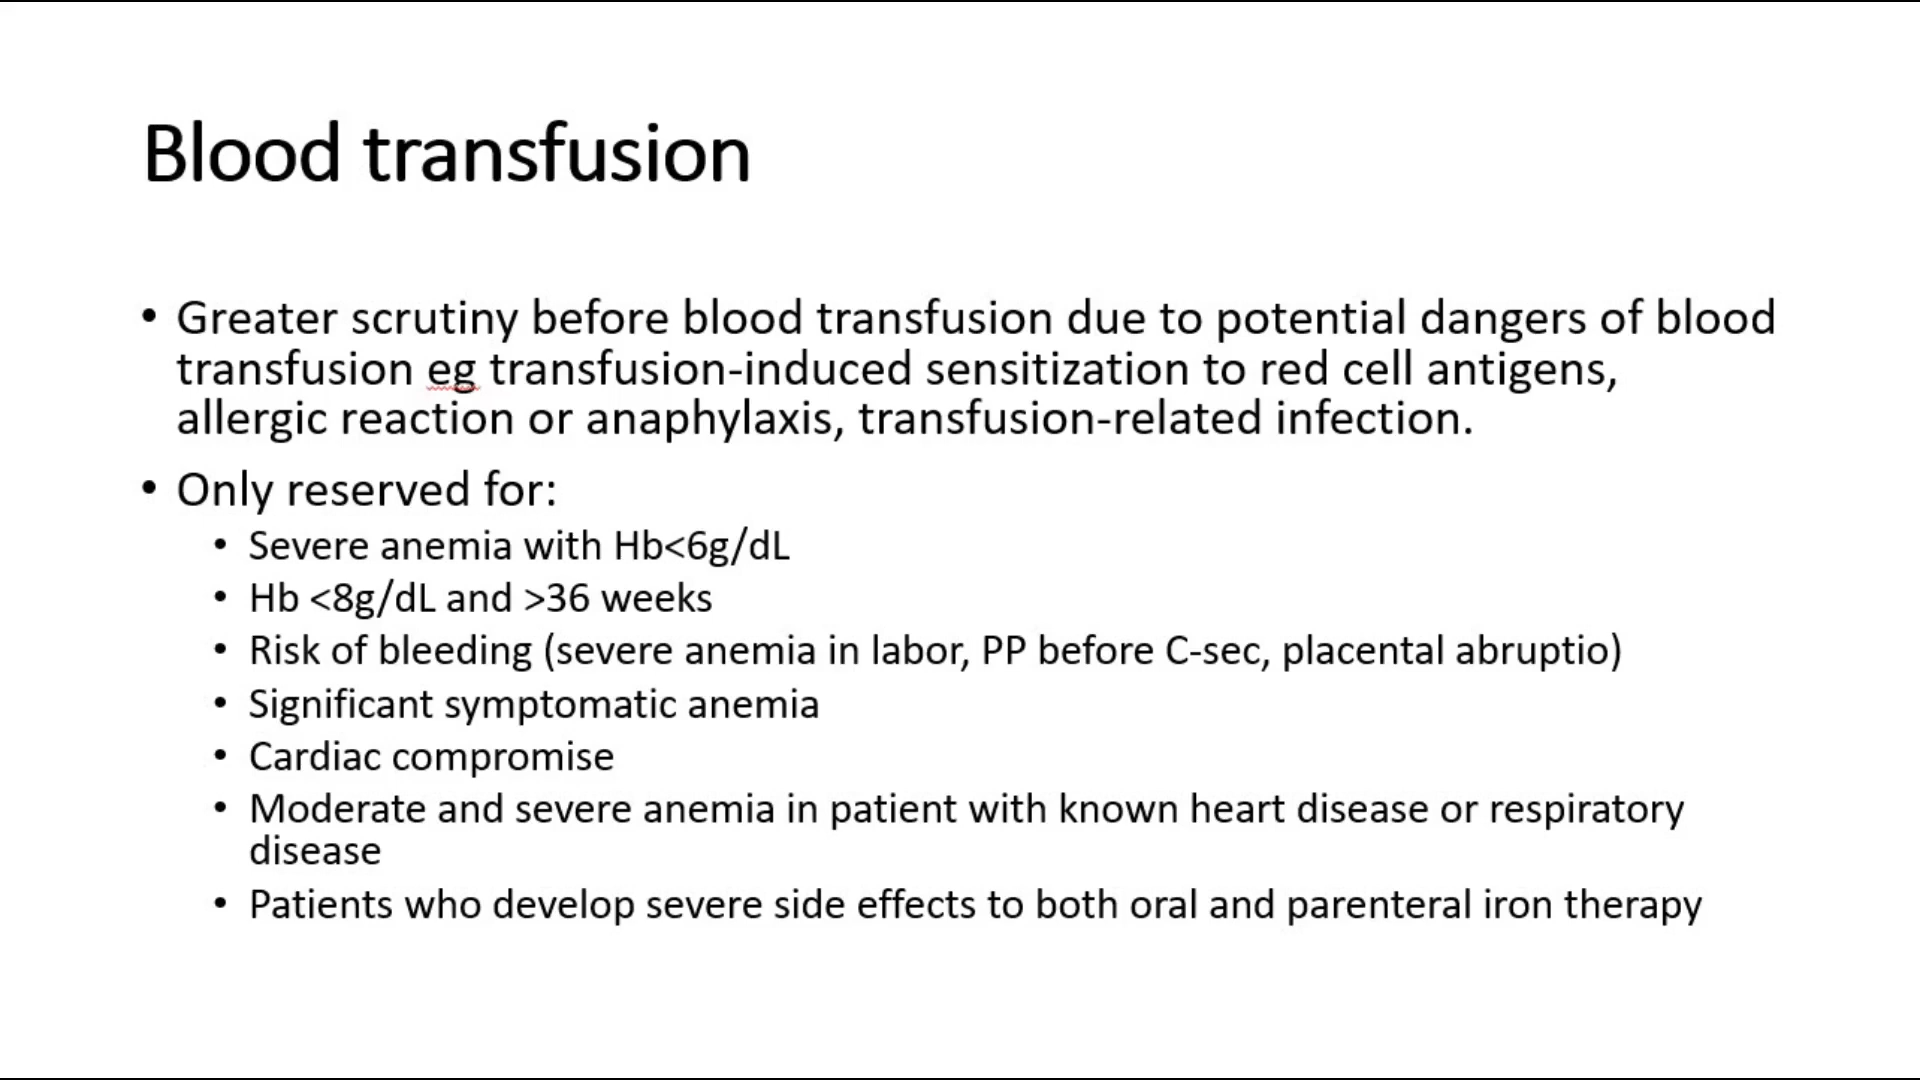 Blood transfusion
• Greater scrutiny before blood transfusion due to potential dangers of blood
transfusion eg transfusion-induced sensitization to red cell antigens,
allergic reaction or anaphylaxis, transfusion-related infection.
• Only reserved for:
• Severe anemia with Hb<6g/dL
• Hb <8g/dL and >36 weeks
• Risk of bleeding (severe anemia in labor, PP before C-sec, placental abruptio)
• Significant symptomatic anemia
• Cardiac compromise
• Moderate and severe anemia in patient with known heart disease or respiratory
disease
• Patients who develop severe side effects to both oral and parenteral iron therapy